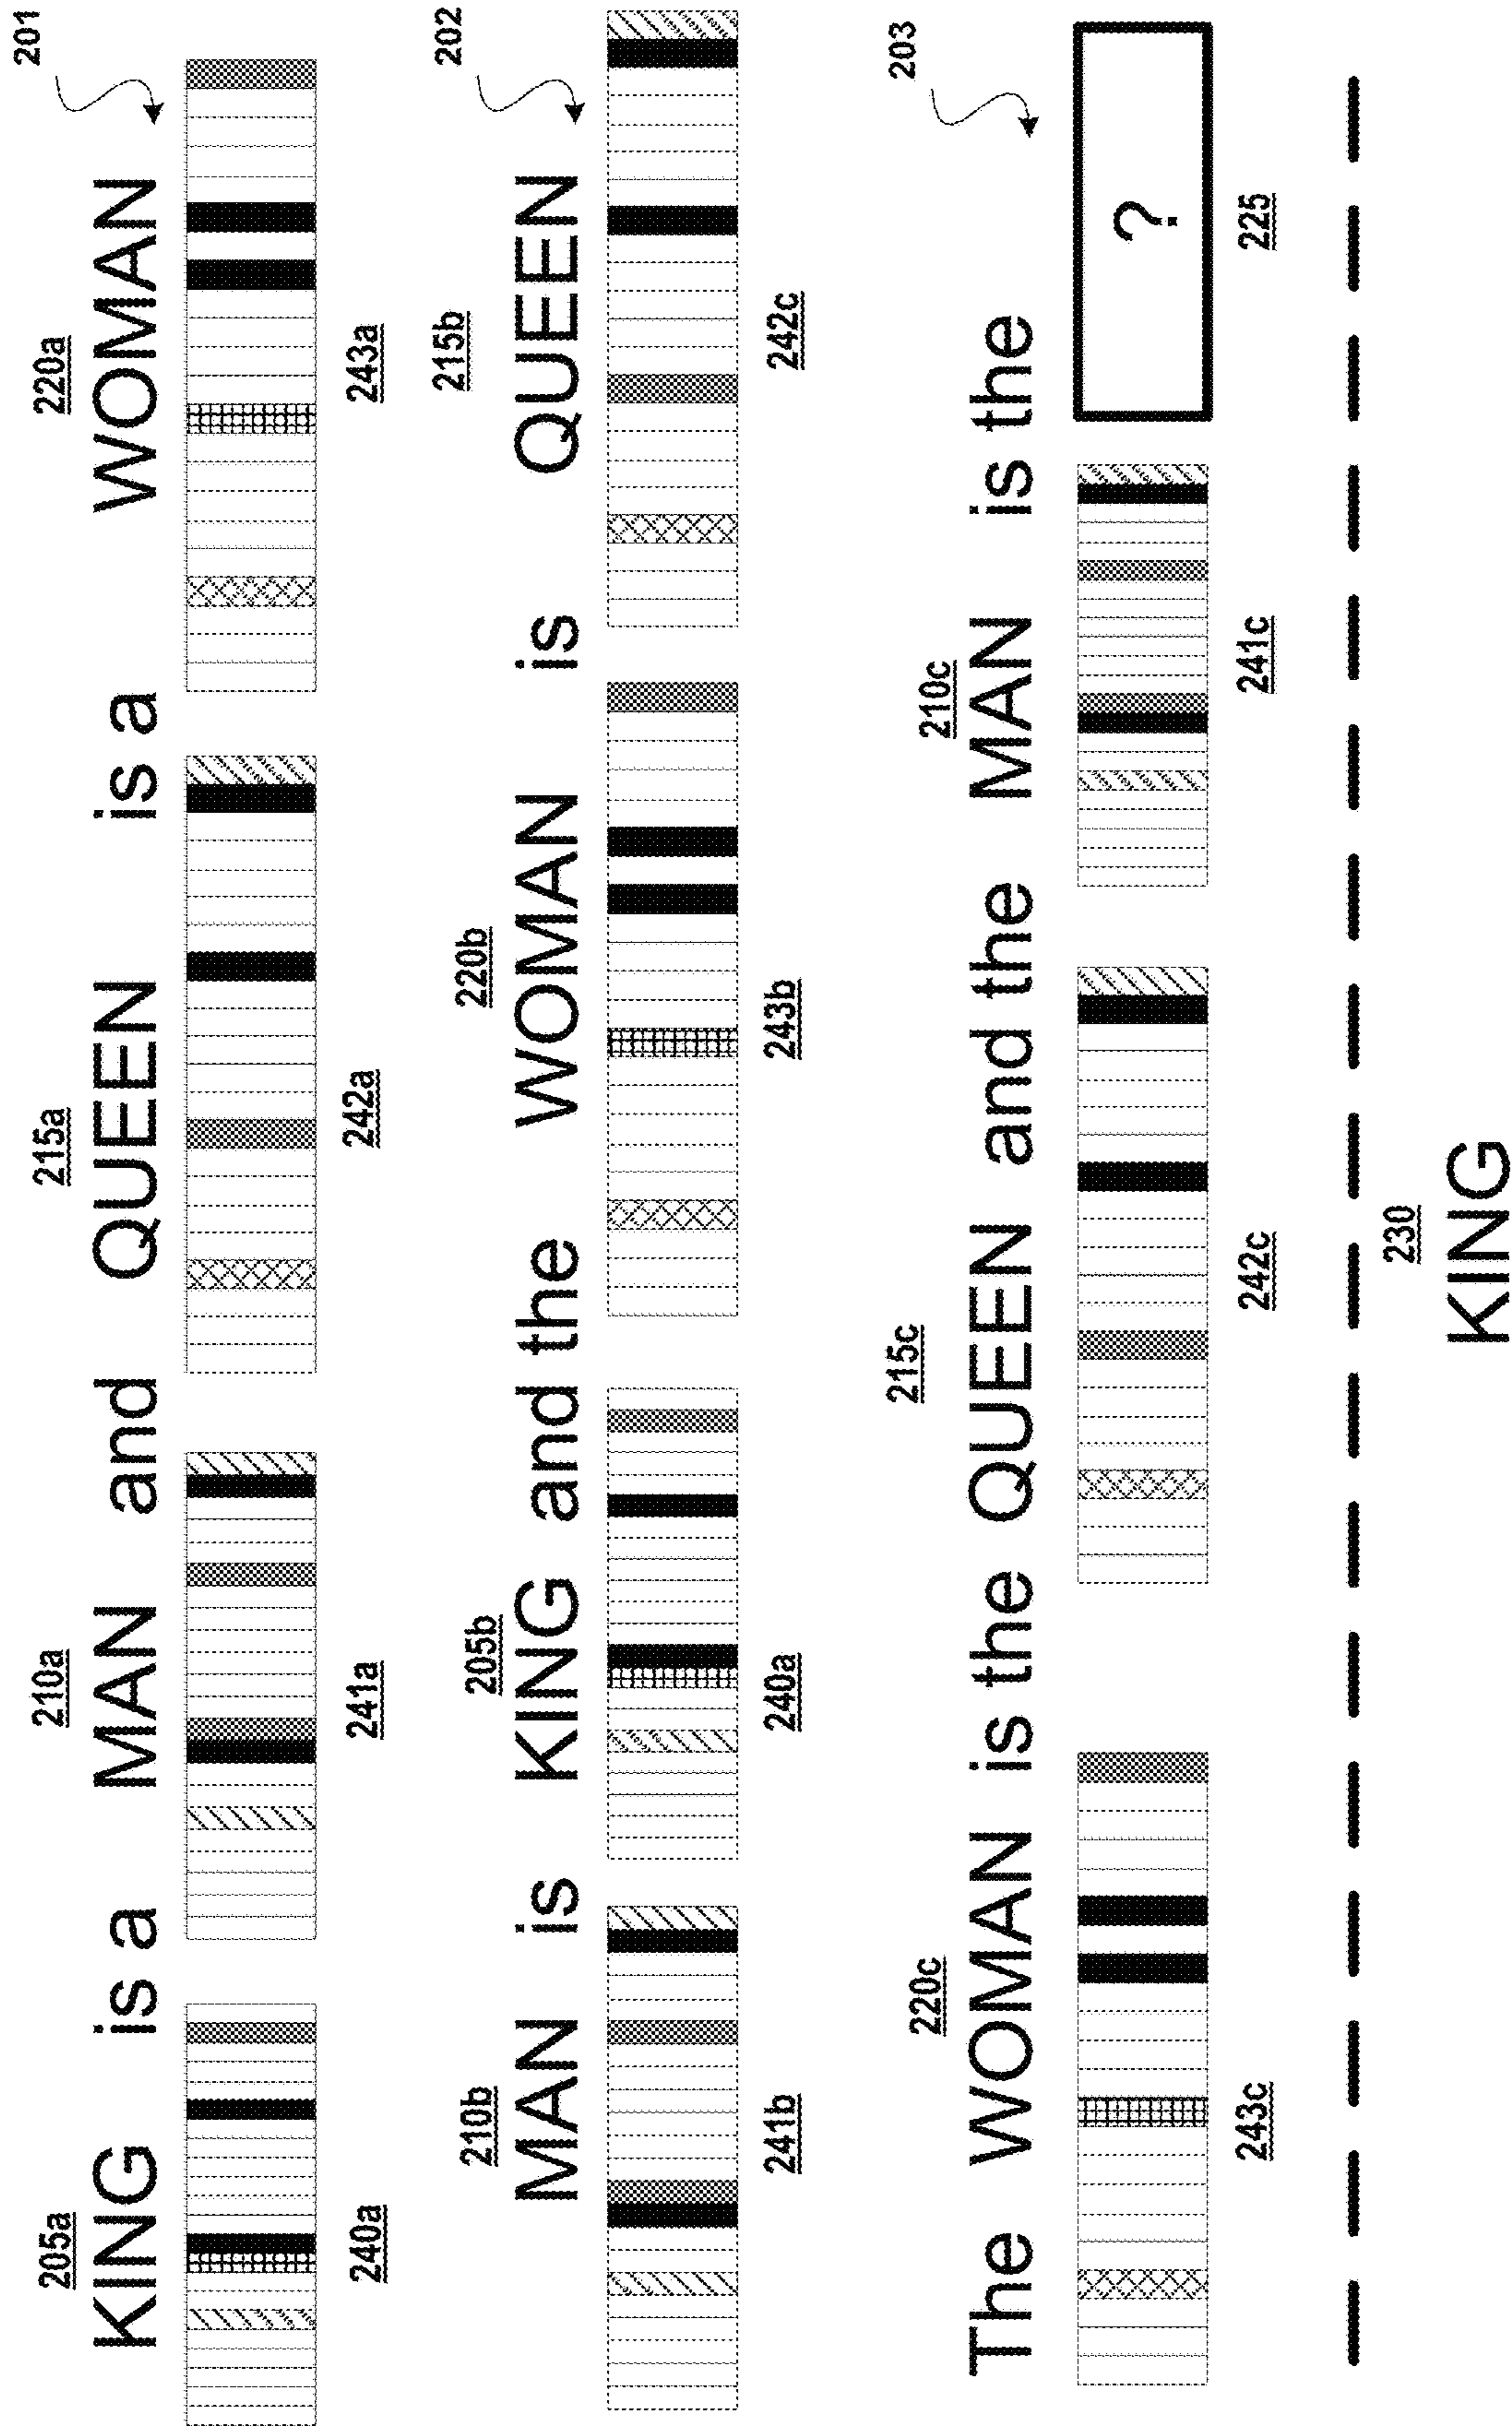 201
205a 210a 215a 220a
KING is a MAN and QUEEN is a WOMAN
240a 241a 242a 243a
202
210b 205b 220b 215b
MAN is KING and the WOMAN is QUEEN
241b 240a 243b 242c
203
220c 215c 210c
The WOMAN is the QUEEN and the MAN is the
?
243c 242c 241c 225
230
KING